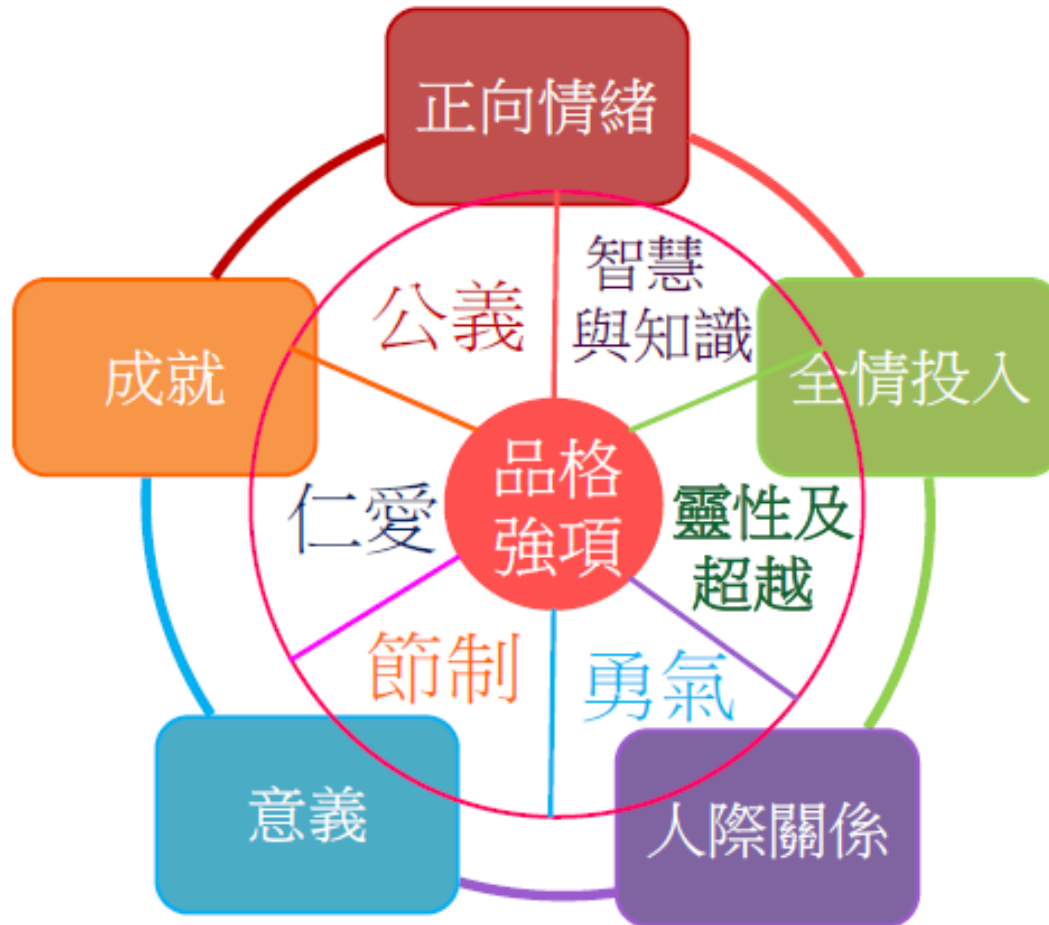 正向情緒
智慧
與知識
公義
成就
全情投入
品格
強項
仁愛
靈性及
超越
節制
勇氣
意義
人際關係